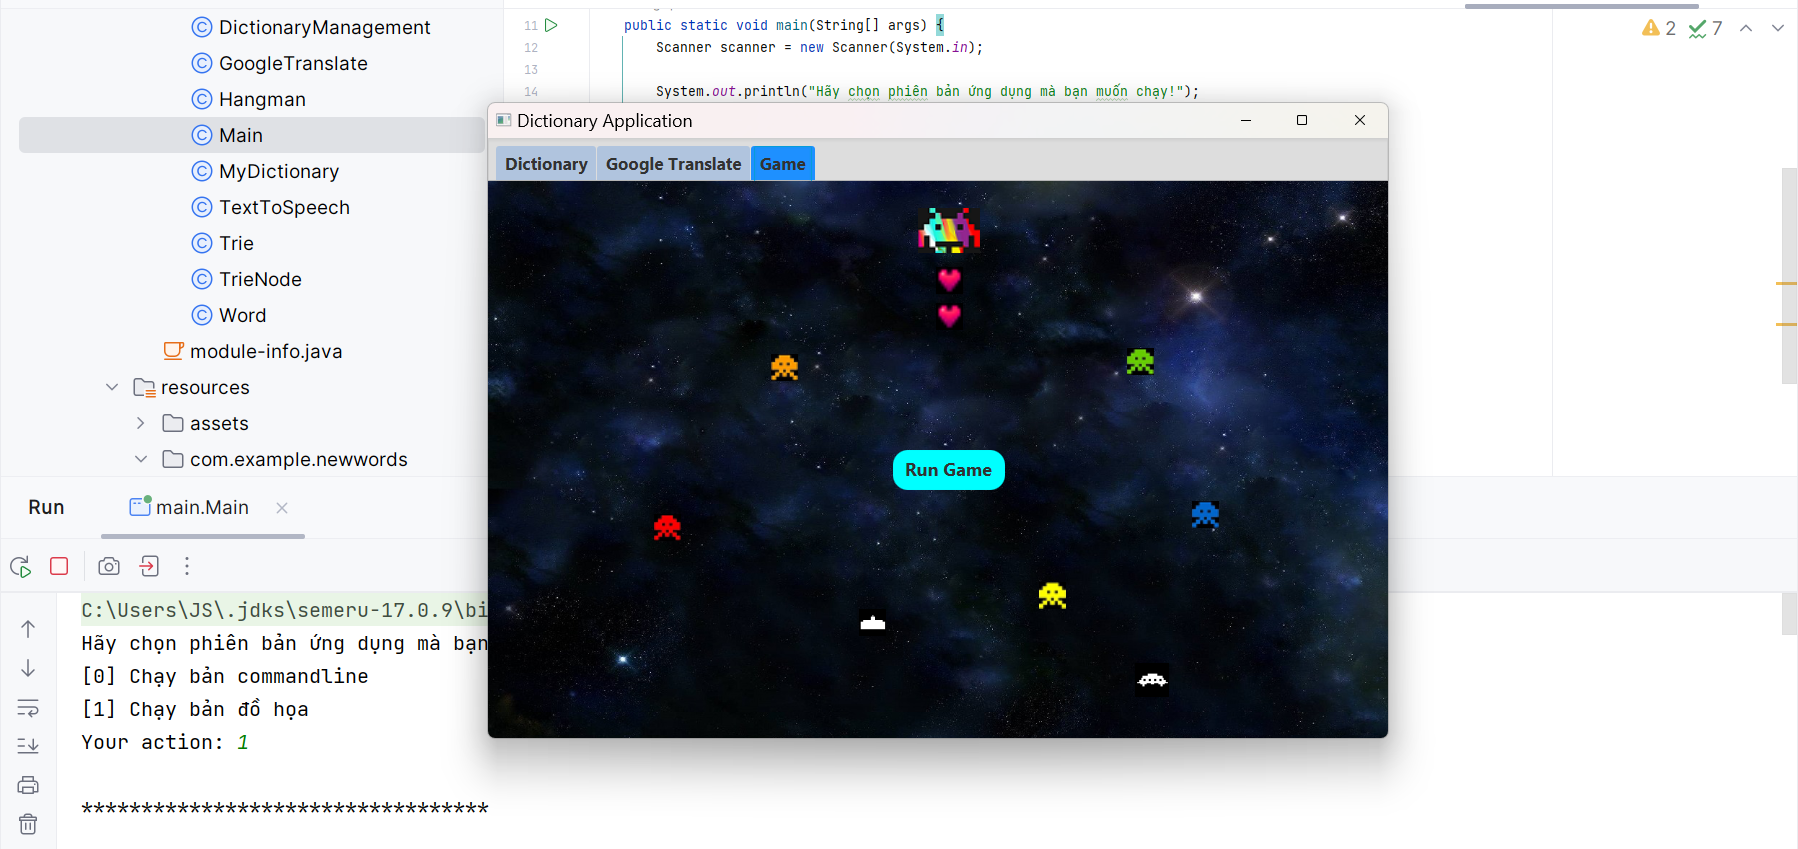 DictionaryManagement
GoogleTranslate
Hangman
Main
MyDictionary
TextToSpeech
Trie
TrieNode
Word
module-info.java
resources
assets
com.example.newwords
11 public static void main(String[] args) {
12 Scanner scanner = new Scanner(System.in);
13
14 System.out.println("Hãy chọn phiên bản ứng dụng mà bạn muốn chạy!");
2 7
Dictionary Application
Dictionary Google Translate Game
Run Game
Run main.Main
C:\Users\JS\.jdks\semeru-17.0.9\bi
Hãy chọn phiên bản ứng dụng mà bạn
[0] Chạy bản commandline
[1] Chạy bản đồ họa
Your action: 1
**********************************